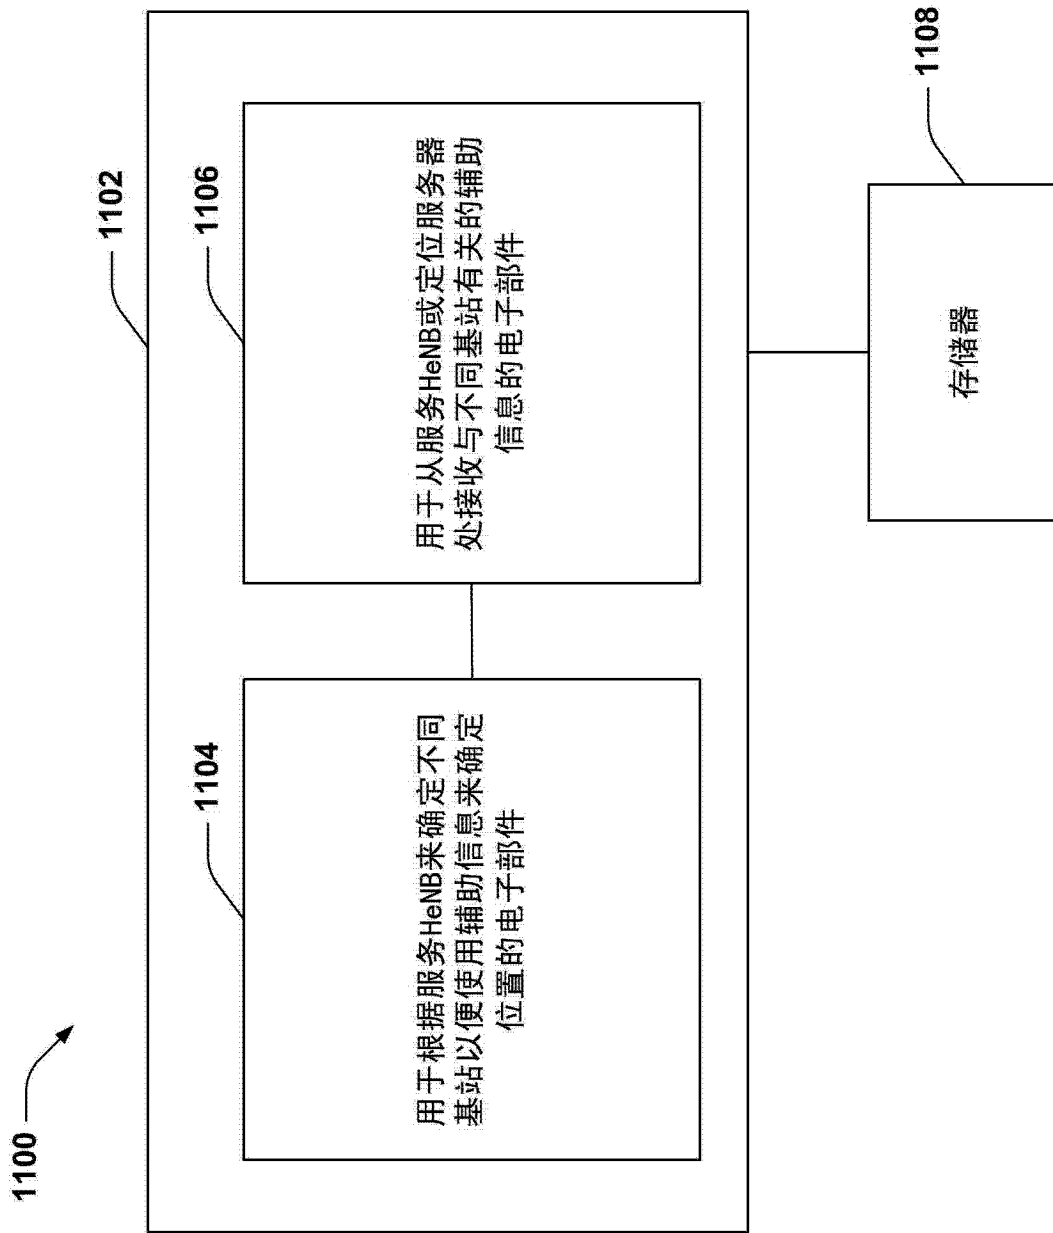 1100
1102
1104
用于根据服务HeNB来确定不同
基站以便使用辅助信息来确定
位置的电子部件
1106
用于从服务HeNB或定位服务器
处接收与不同基站有关的辅助
信息的电子部件
1108
存储器